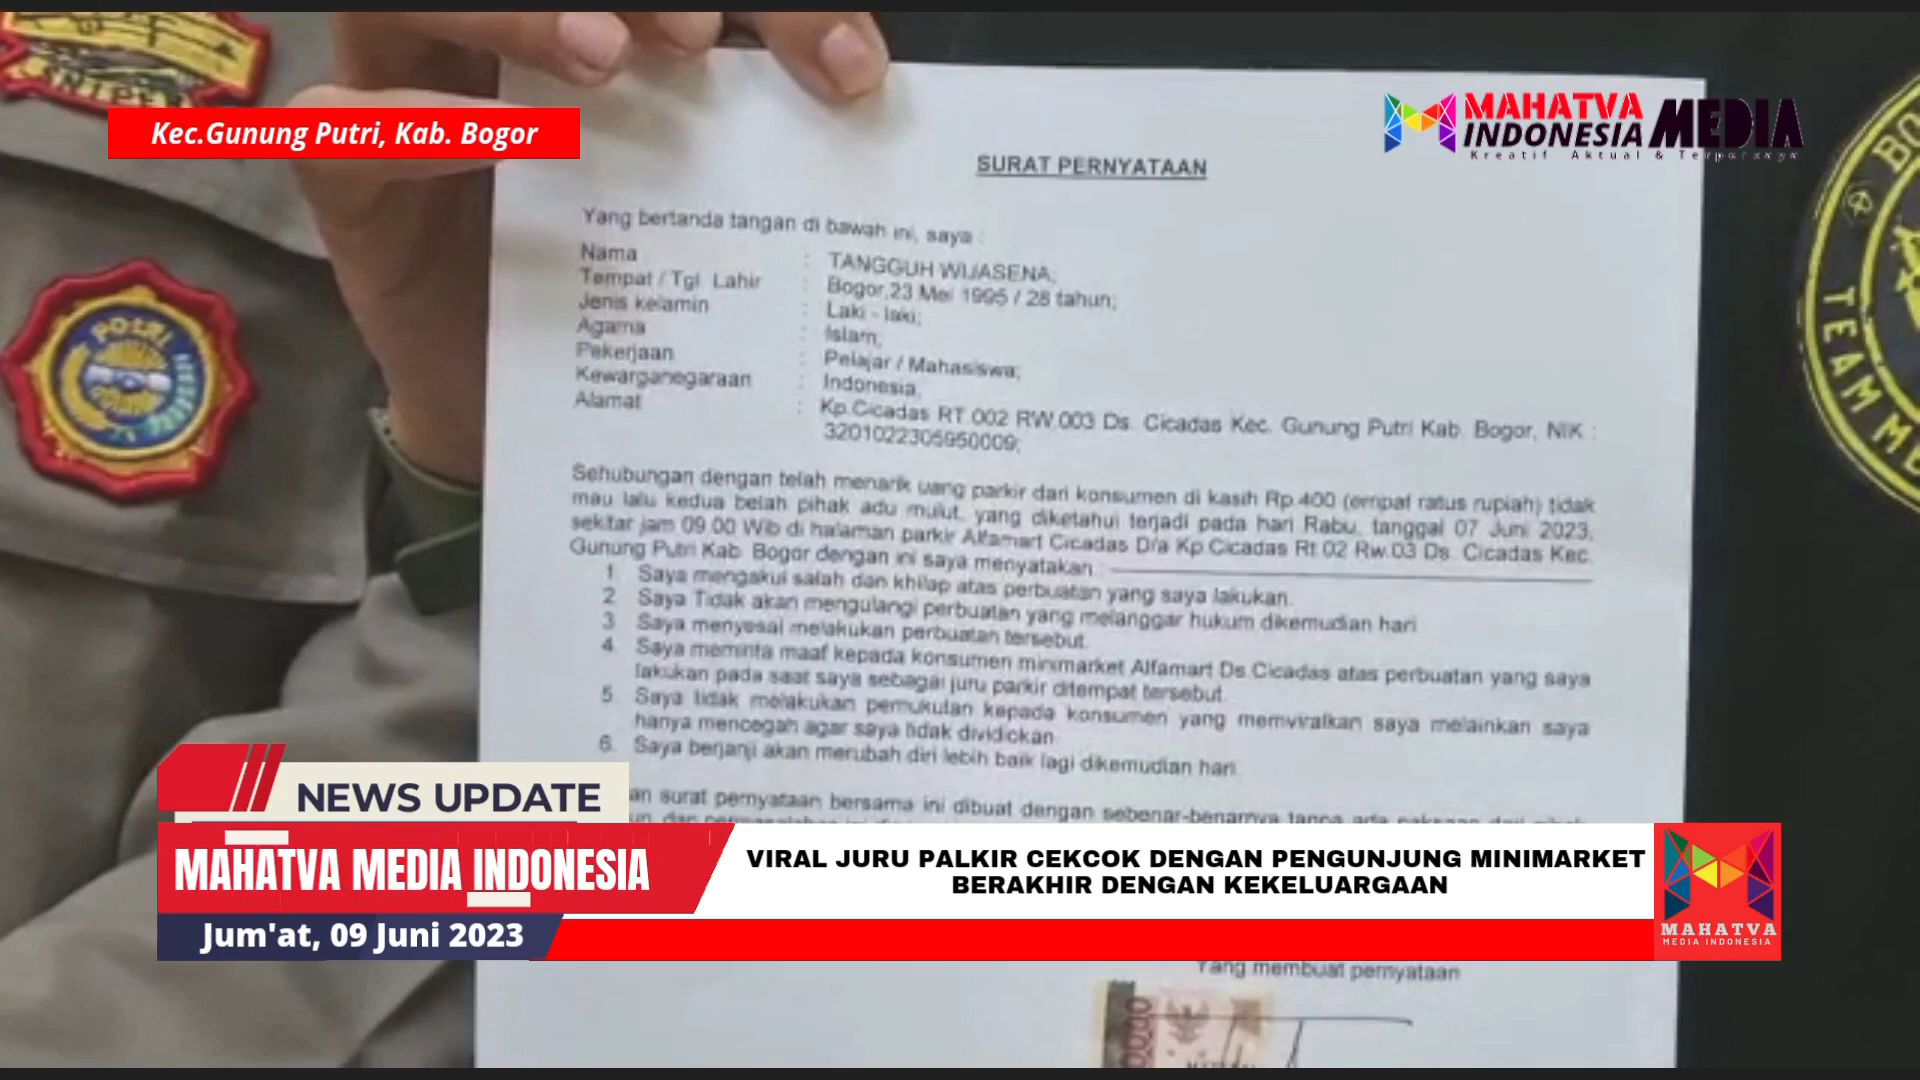 Kec.Gunung Putri, Kab. Bogor
MAHATVA
INDONESIA MEDIA
Kreatif Aktual & Terpercaya
POLRI
BO
TEAM ME
SURAT PERNYATAAN
Yang bertanda tangan di bawah ini, saya :
Nama : TANGGUH WIJASENA;
Tempat / Tgl. Lahir : Bogor,23 Mei 1995 / 28 tahun;
Jenis kelamin : Laki - laki;
Agama : Islam;
Pekerjaan : Pelajar / Mahasiswa;
Kewarganegaraan : Indonesia;
Alamat : Kp.Cicadas RT 002 RW.003 Ds. Cicadas Kec. Gunung Putri Kab. Bogor, NIK :
3201022305950009;
Sehubungan dengan telah menarik uang parkir dari konsumen di kasih Rp.400 (empat ratus rupiah) tidak
mau lalu kedua belah pihak adu mulut, yang diketahui terjadi pada hari Rabu, tanggal 07 Juni 2023,
sekitar jam 09.00 Wib di halaman parkir Alfamart Cicadas D/a Kp.Cicadas Rt.02 Rw.03 Ds. Cicadas Kec.
Gunung Putri Kab. Bogor dengan ini saya menyatakan :
1. Saya mengakui salah dan khilap atas perbuatan yang saya lakukan.
2. Saya Tidak akan mengulangi perbuatan yang melanggar hukum dikemudian hari
3. Saya menyesal melakukan perbuatan tersebut.
4. Saya meminta maaf kepada konsumen minimarket Alfamart Ds.Cicadas atas perbuatan yang saya
lakukan pada saat saya sebagai juru parkir ditempat tersebut.
5. Saya tidak melakukan pemukulan kepada konsumen yang memviralkan saya melainkan saya
hanya mencegah agar saya tidak dividiokan
6. Saya berjanji akan merubah diri lebih baik lagi dikemudian hari.
an surat pernyataan bersama ini dibuat dengan sebenar-benarnya tanpa ada paksaan dari
NEWS UPDATE
MAHATVA MEDIA INDONESIA
VIRAL JURU PALKIR CEKCOK DENGAN PENGUNJUNG MINIMARKET
BERAKHIR DENGAN KEKELUARGAAN
Jum'at, 09 Juni 2023
MAHATVA
MEDIA INDONESIA
Yang membuat pernyataan